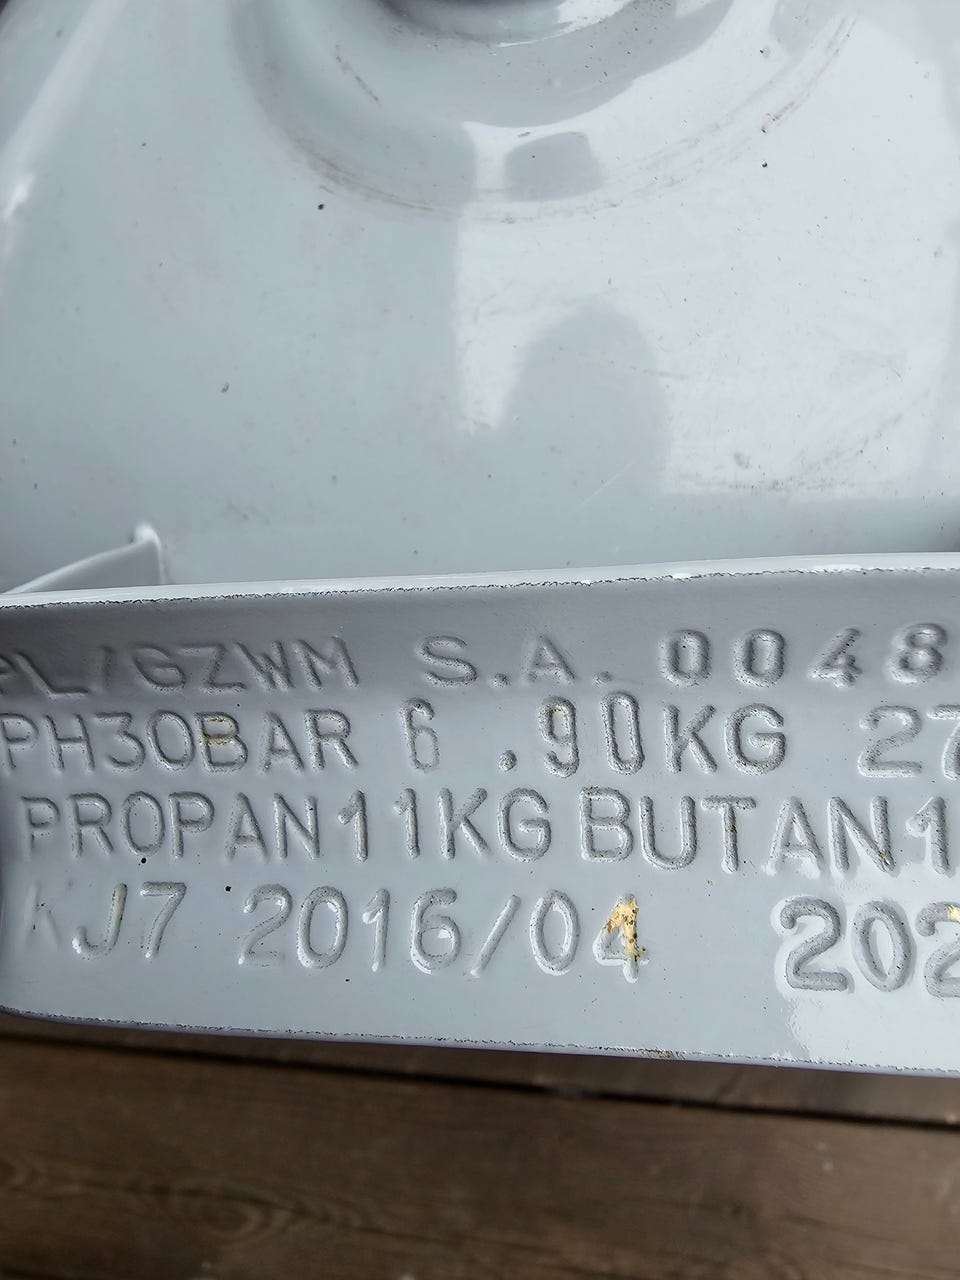 PL/GZWM S.A. 0048
PH30BAR 6.90KG 27
PROPAN11KG BUTAN1
KJ7 2016/04 202